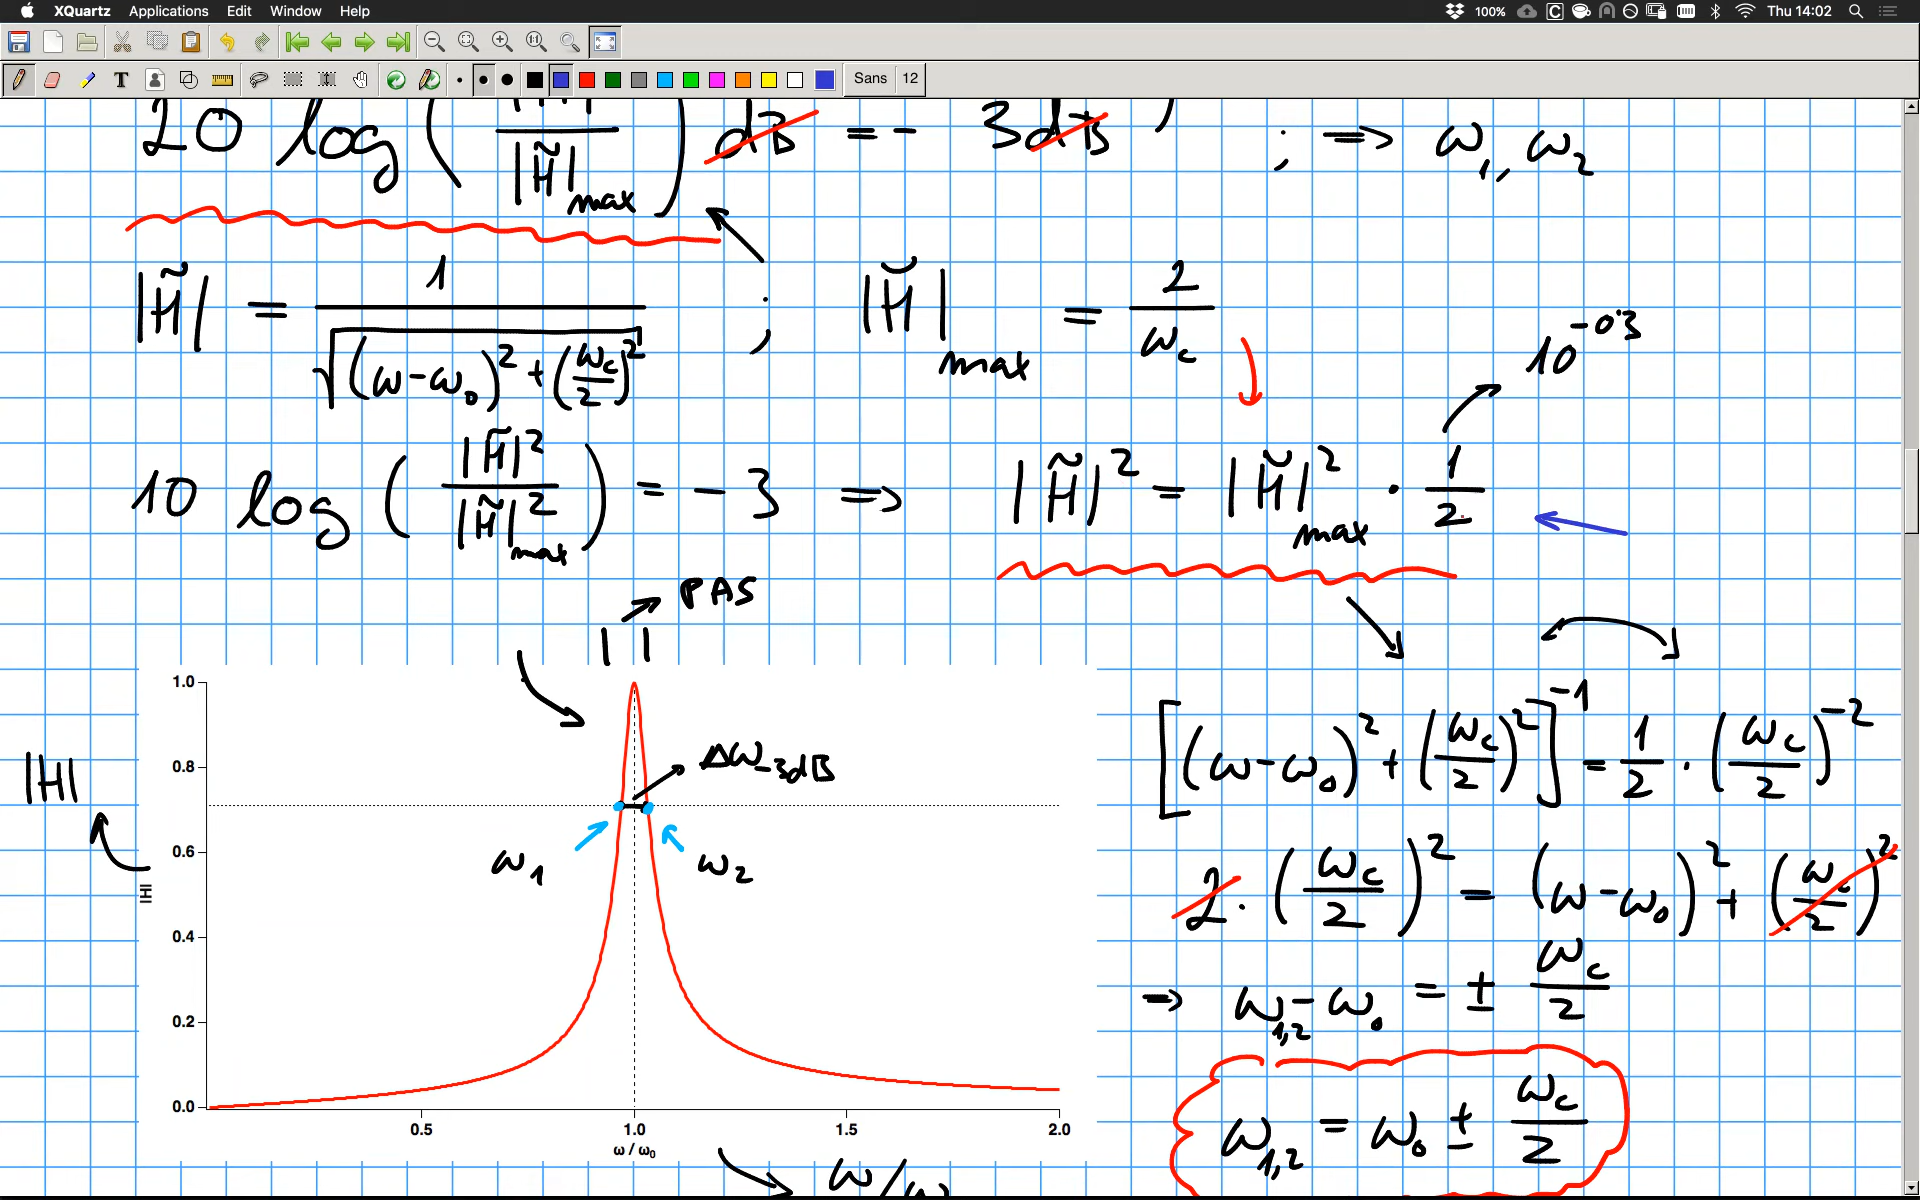 XQuartz Applications Edit Window Help 100% Thu 14:02
Sans 12
20 log ( |H̃| / |H̃|max ) dB = - 3dB ; => ω1, ω2
|H̃| = 1 / √((ω-ω0)² + (ωc/2)²) ; |H̃|max = 2/ωc
10^-0.3
10 log ( |H̃|² / |H̃|²max ) = - 3 => |H̃|² = |H̃|²max · 1/2
PAS
[(ω-ω0)² + (ωc/2)²]^-1 = 1/2 · (ωc/2)^-2
Δω-3dB
|H|
ω1 ω2
2 · (ωc/2)² = (ω-ω0)² + (ωc/2)²
=> ω1,2 - ω0 = ± ωc/2
ω1,2 = ω0 ± ωc/2
1.0
0.8
0.6
0.4
0.2
0.0
|H|
0.5 1.0 1.5 2.0
ω / ω0
ω/ω